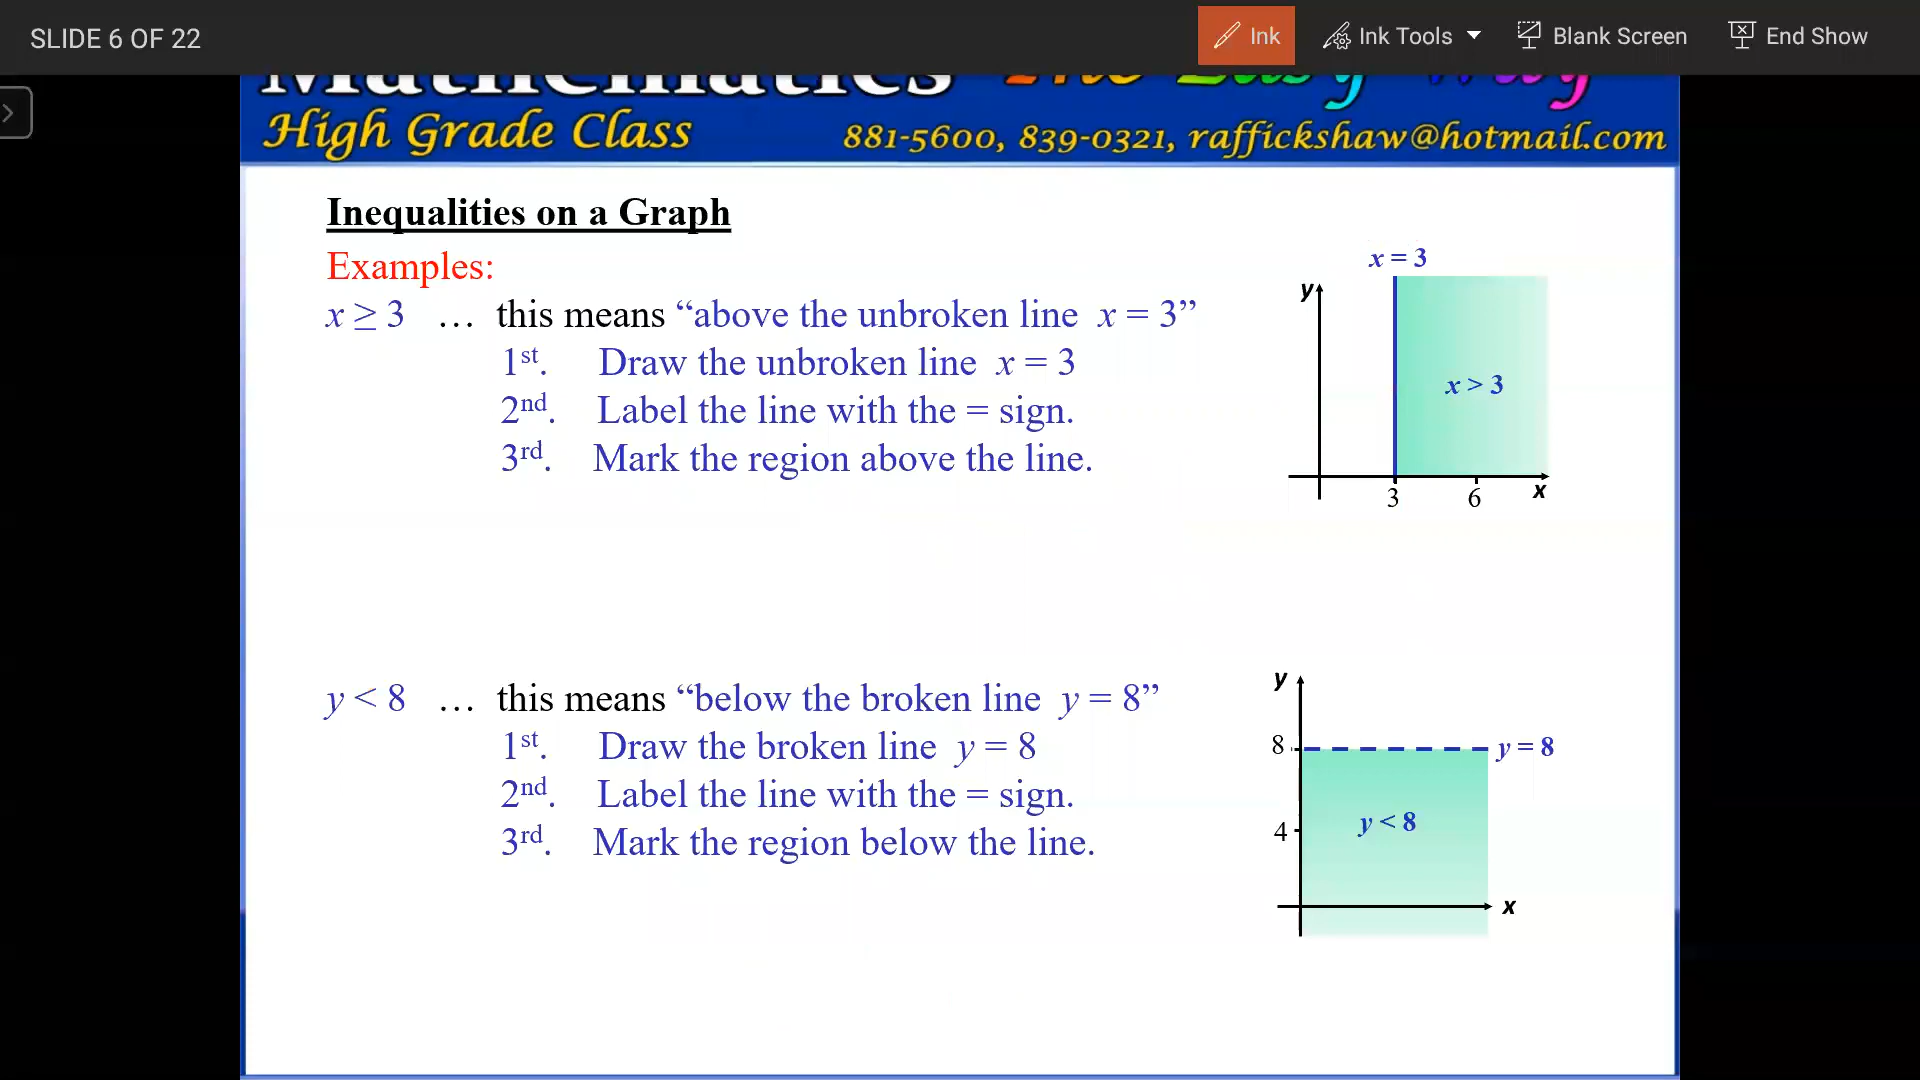 SLIDE 6 OF 22
Ink
Ink Tools
Blank Screen
End Show
Mathematics The Easy Way
High Grade Class
881-5600, 839-0321, raffickshaw@hotmail.com
Inequalities on a Graph
Examples:
x ≥ 3 … this means “above the unbroken line x = 3”
1st. Draw the unbroken line x = 3
2nd. Label the line with the = sign.
3rd. Mark the region above the line.
x = 3
y
x > 3
3 6 x
y < 8 … this means “below the broken line y = 8”
1st. Draw the broken line y = 8
2nd. Label the line with the = sign.
3rd. Mark the region below the line.
y
8 y = 8
4 y < 8
x